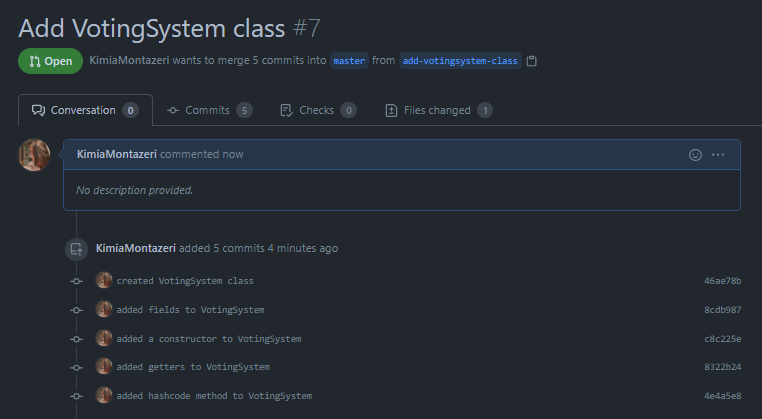 Add VotingSystem class #7
Open KimiaMontazeri wants to merge 5 commits into master from add-votingsystem-class
Conversation 0 Commits 5 Checks 0 Files changed 1
KimiaMontazeri commented now
No description provided.
KimiaMontazeri added 5 commits 4 minutes ago
created VotingSystem class 46ae78b
added fields to VotingSystem 8cdb987
added a constructor to VotingSystem c8c225e
added getters to VotingSystem 8322b24
added hashcode method to VotingSystem 4e4a5e8